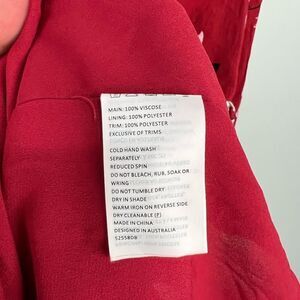 MAIN: 100% VISCOSE
LINING: 100% POLYESTER
TRIM: 100% POLYESTER
EXCLUSIVE OF TRIMS
COLD HAND WASH
SEPARATELY
REDUCED SPIN
DO NOT BLEACH, RUB, SOAK OR
WRING
DO NOT TUMBLE DRY
DRY IN SHADE
WARM IRON ON REVERSE SIDE
DRY CLEANABLE (P)
MADE IN CHINA
DESIGNED IN AUSTRALIA
S255808